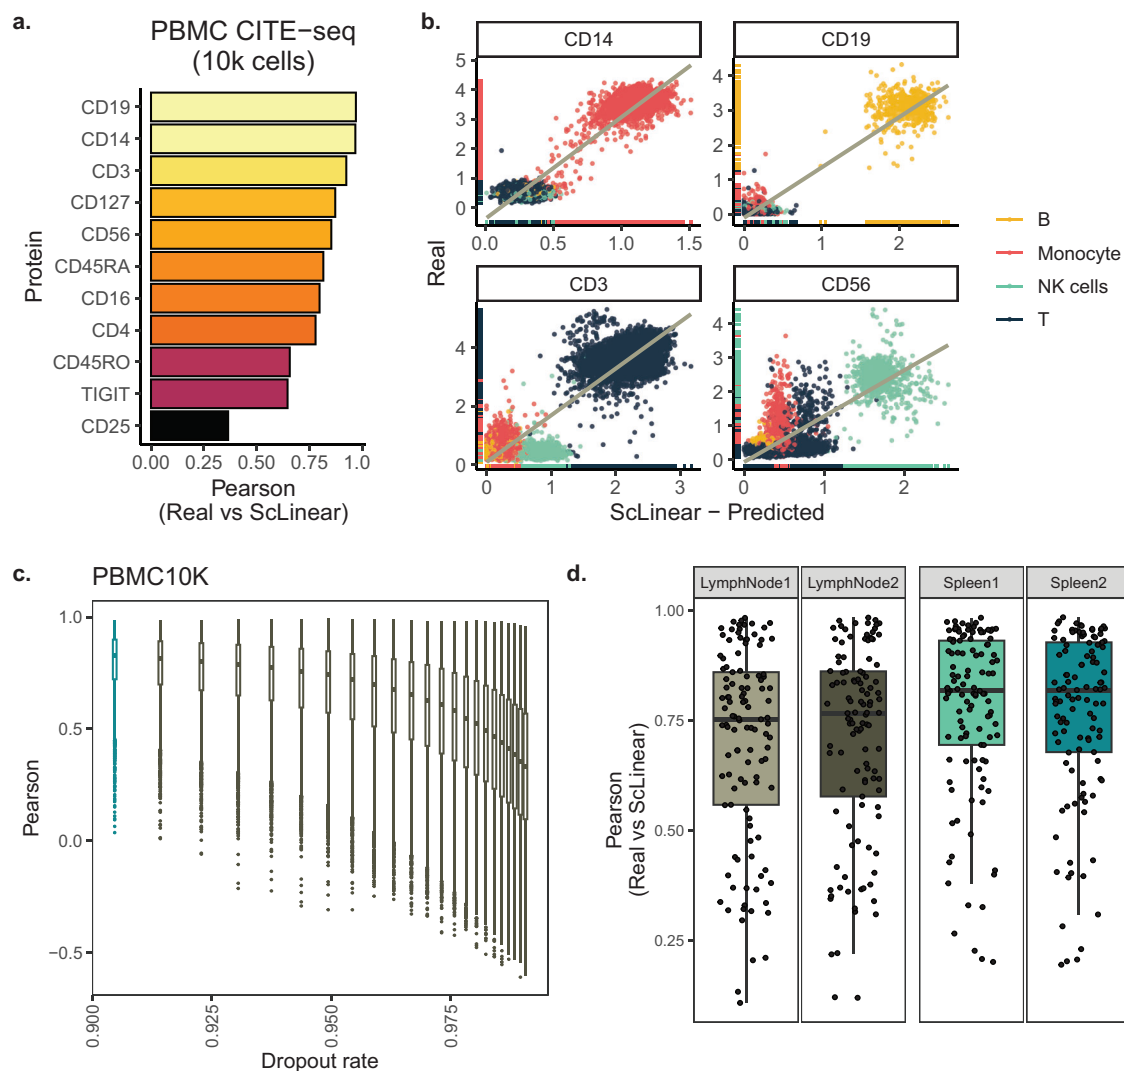 a.
PBMC CITE−seq
(10k cells)
Protein
CD19
CD14
CD3
CD127
CD56
CD45RA
CD16
CD4
CD45RO
TIGIT
CD25
0.00 0.25 0.50 0.75 1.0
Pearson
(Real vs ScLinear)
b.
CD14
5
4
3
2
1
0
0.0 0.5 1.0 1.5
CD19
4
3
2
1
0
0 1 2
Real
CD3
4
2
0
0 1 2 3
CD56
4
3
2
1
0
0 1 2
ScLinear − Predicted
B
Monocyte
NK cells
T
c.
PBMC10K
Pearson
1.0
0.5
0.0
−0.5
0.900 0.925 0.950 0.975
Dropout rate
d.
LymphNode1 LymphNode2 Spleen1 Spleen2
Pearson
(Real vs ScLinear)
1.00
0.75
0.50
0.25